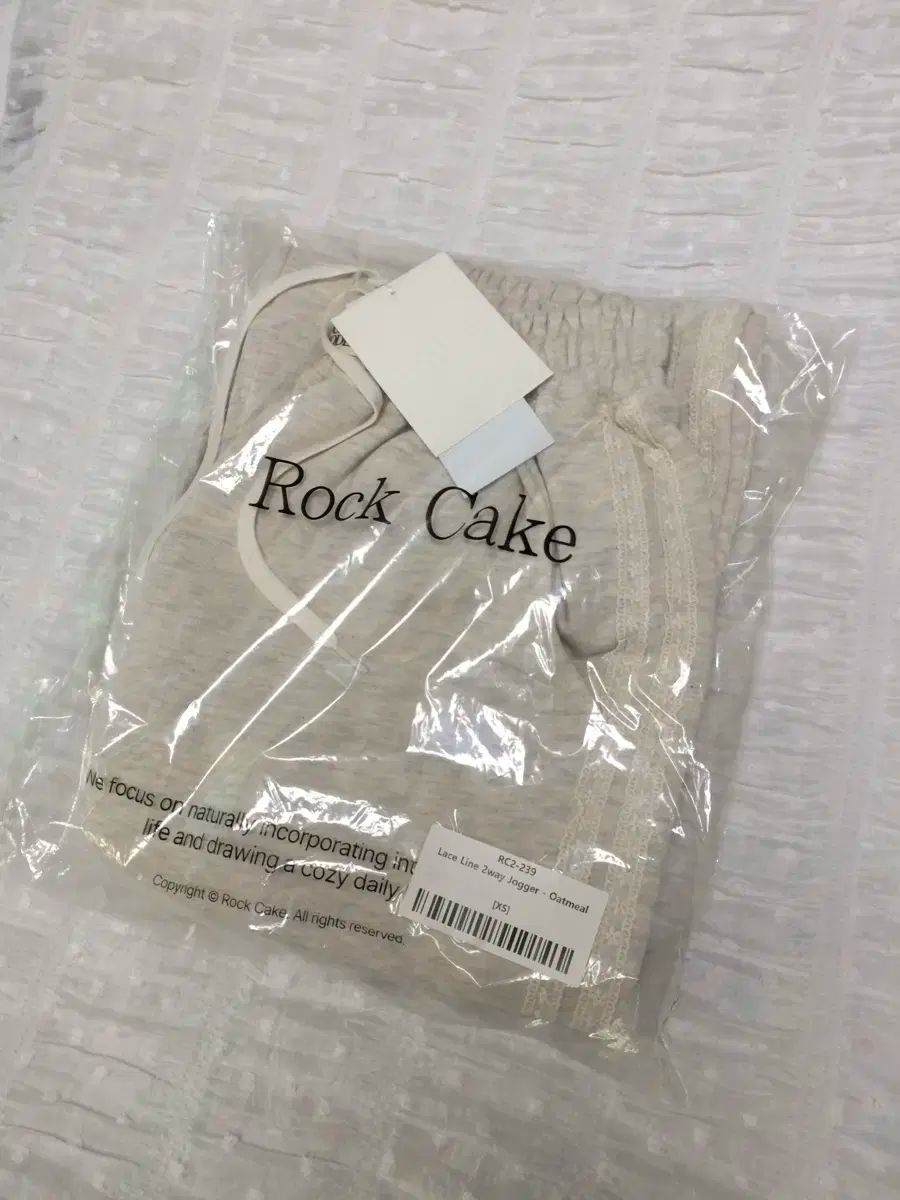 Rock Cake
We focus on naturally incorporating int
life and drawing a cozy daily
Copyright © Rock Cake. All rights reserved.
RC2-239
Lace Line 2way Jogger - Oatmeal
[XS]